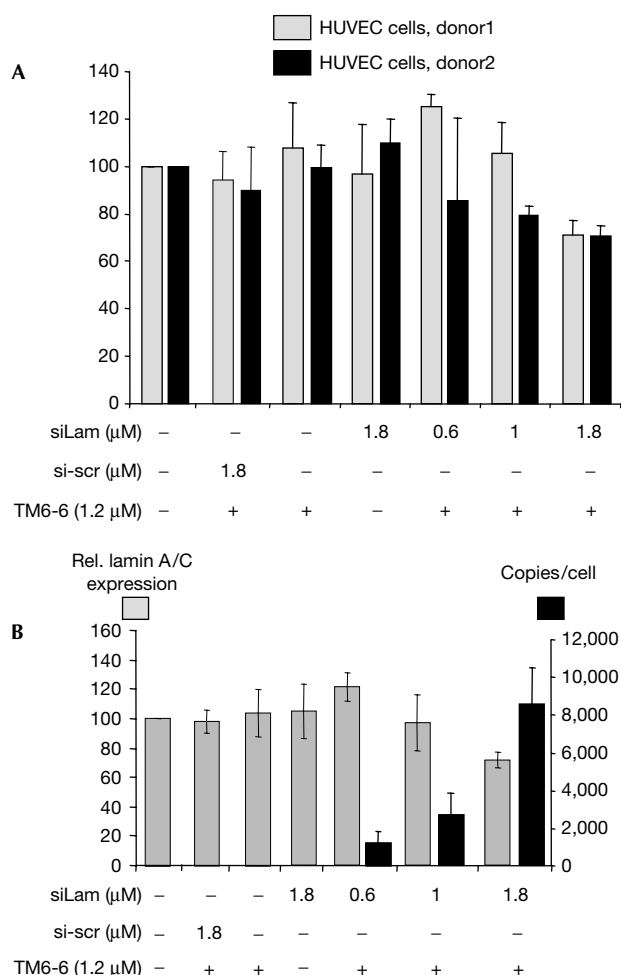 HUVEC cells, donor1
HUVEC cells, donor2
A
140
120
100
80
60
40
20
0
siLam (μM) – – – 1.8 0.6 1 1.8
si-scr (μM) – 1.8 – – – – –
TM6-6 (1.2 μM) – + + – + + +
Rel. lamin A/C
expression
Copies/cell
B
160
140
120
100
80
60
40
20
0
12,000
10,000
8,000
6,000
4,000
2,000
0
siLam (μM) – – – 1.8 0.6 1 1.8
si-scr (μM) – 1.8 – – – – –
TM6-6 (1.2 μM) – + + – + + +